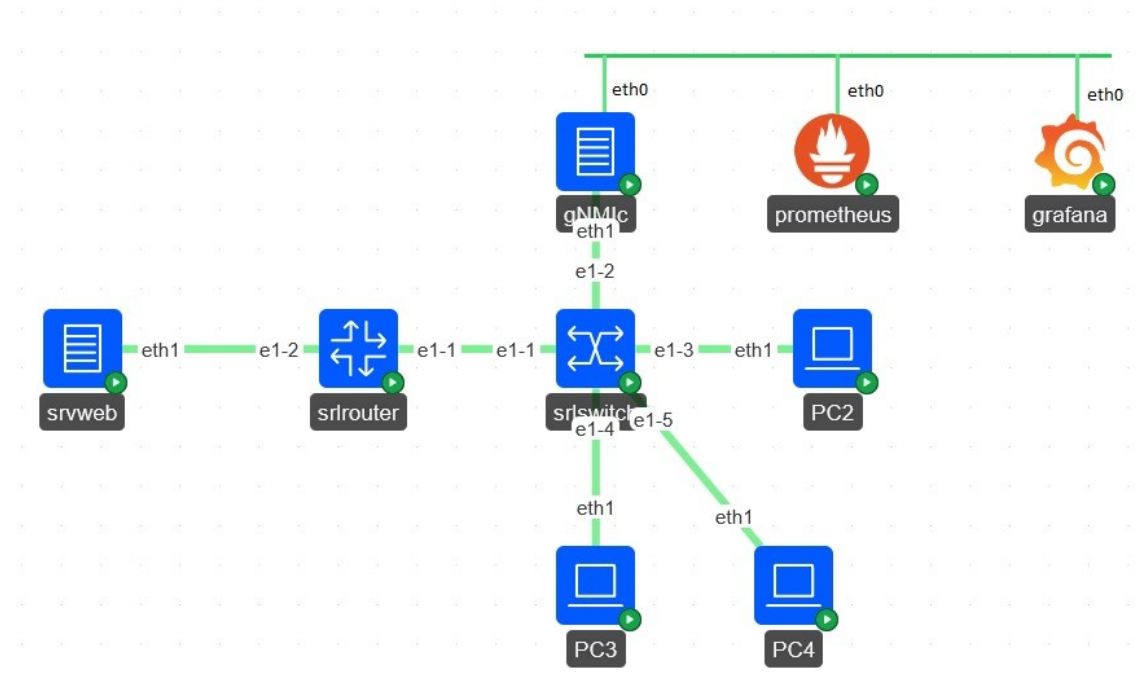 eth0
eth0
eth0
gNMIc
prometheus
grafana
eth1
e1-2
eth1
e1-2
e1-1
e1-1
e1-3
eth1
srvweb
srlrouter
srlswitch
PC2
e1-4
e1-5
eth1
eth1
PC3
PC4